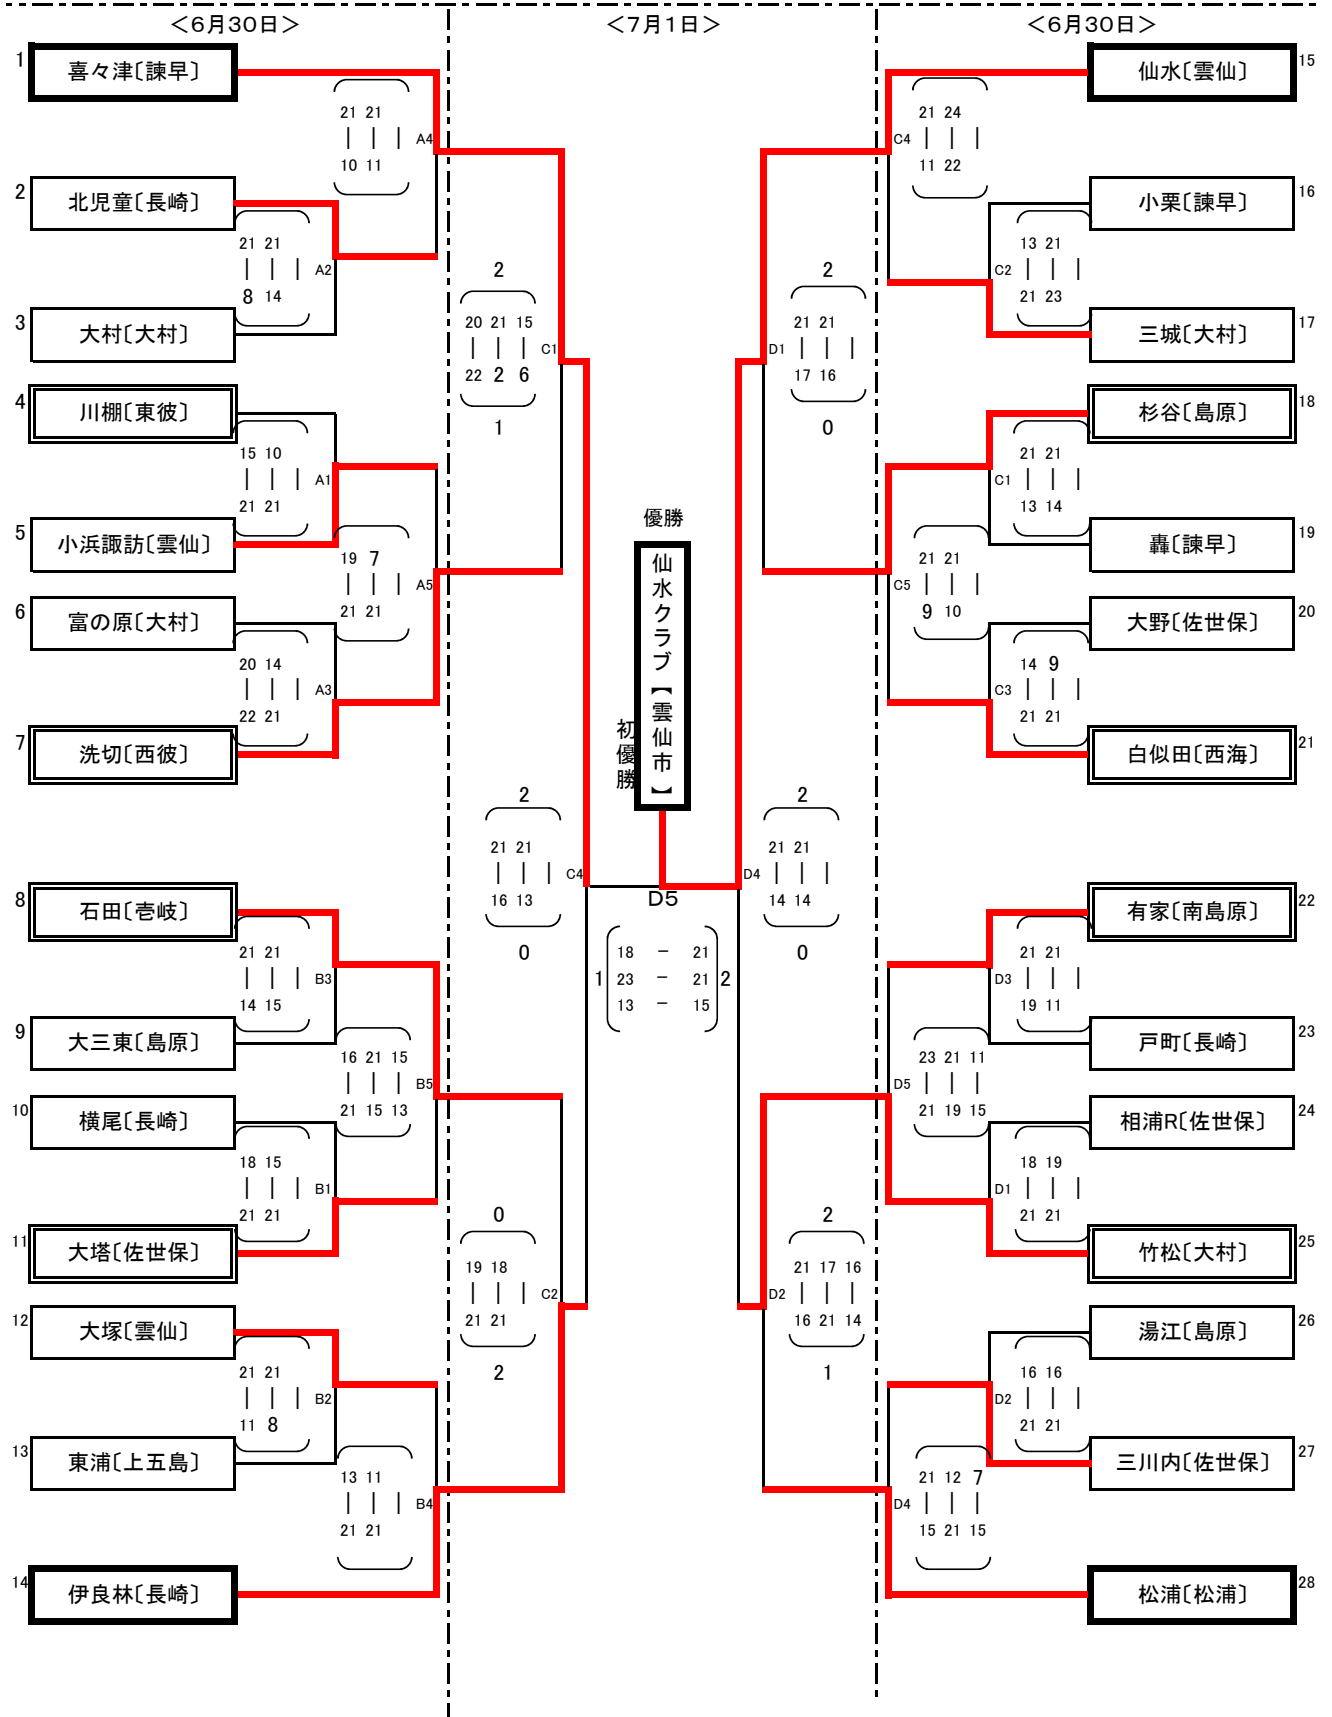 ＜6月30日＞
1 喜々津〔諫早〕
21 21
A4
10 11
2 北児童〔長崎〕
21 21
A2
8 14
3 大村〔大村〕
4 川棚〔東彼〕
15 10
A1
21 21
5 小浜諏訪〔雲仙〕
19 7
A5
21 21
6 富の原〔大村〕
20 14
A3
22 21
7 洗切〔西彼〕
8 石田〔壱岐〕
21 21
B3
14 15
9 大三東〔島原〕
16 21 15
B5
21 15 13
10 横尾〔長崎〕
18 15
B1
21 21
11 大塔〔佐世保〕
12 大塚〔雲仙〕
21 21
B2
11 8
13 東浦〔上五島〕
13 11
B4
21 21
14 伊良林〔長崎〕
＜7月1日＞
2
20 21 15
C1
22 2 6
1
2
21 21
D1
17 16
0
優勝
仙水クラブ【雲仙市】
初優勝
2
21 21
C4
16 13
0
2
21 21
D4
14 14
0
D5
18 － 21
1 23 － 21 2
13 － 15
0
19 18
C2
21 21
2
2
21 17 16
D2
16 21 14
1
＜6月30日＞
仙水〔雲仙〕 15
21 24
C4
11 22
小栗〔諫早〕 16
13 21
C2
21 23
三城〔大村〕 17
杉谷〔島原〕 18
21 21
C1
13 14
轟〔諫早〕 19
21 21
C5
9 10
大野〔佐世保〕 20
14 9
C3
21 21
白似田〔西海〕 21
有家〔南島原〕 22
21 21
D3
19 11
戸町〔長崎〕 23
23 21 11
D5
21 19 15
相浦R〔佐世保〕 24
18 19
D1
21 21
竹松〔大村〕 25
湯江〔島原〕 26
16 16
D2
21 21
三川内〔佐世保〕 27
21 12 7
D4
15 21 15
松浦〔松浦〕 28